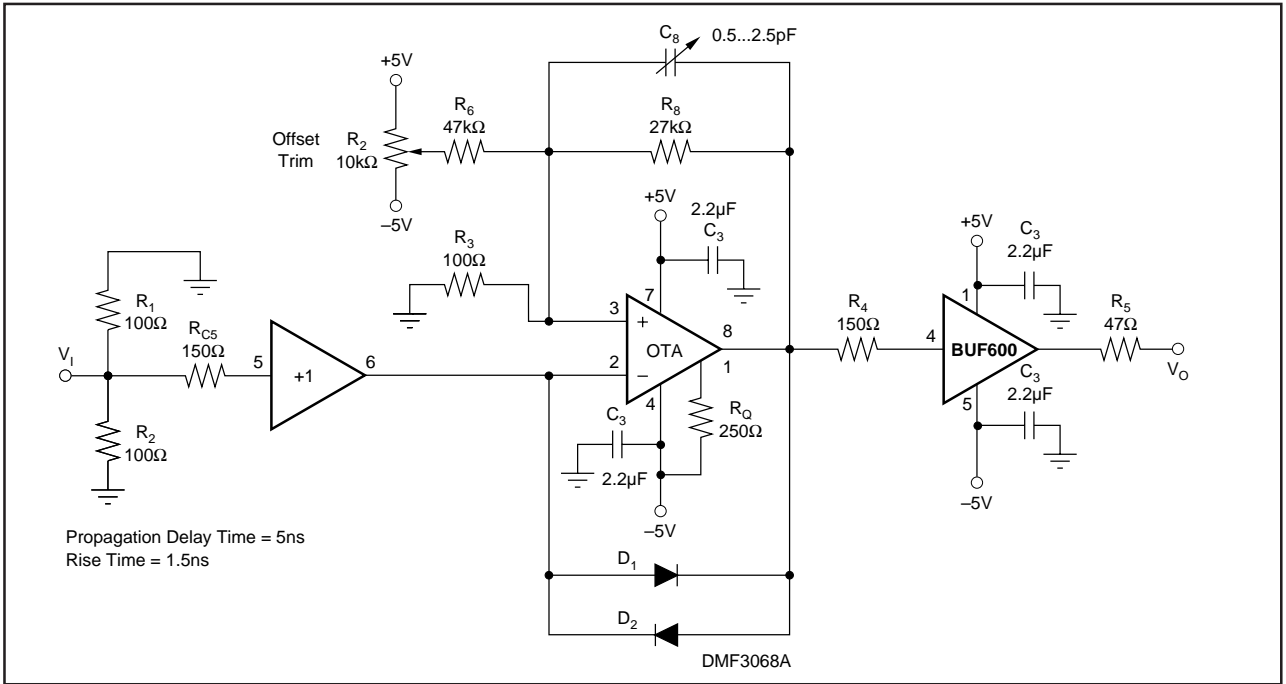 C8
0.5...2.5pF
+5V
R6
47kΩ
R8
27kΩ
Offset
Trim
R2
10kΩ
–5V
+5V
2.2µF
C3
+5V
C3
2.2µF
R3
100Ω
R1
100Ω
RC5
150Ω
VI
5
+1
6
3
+
7
OTA
8
2
–
4
1
R4
150Ω
4
1
BUF600
5
R5
47Ω
VO
C3
2.2µF
R2
100Ω
C3
2.2µF
RQ
250Ω
–5V
–5V
Propagation Delay Time = 5ns
Rise Time = 1.5ns
D1
D2
DMF3068A